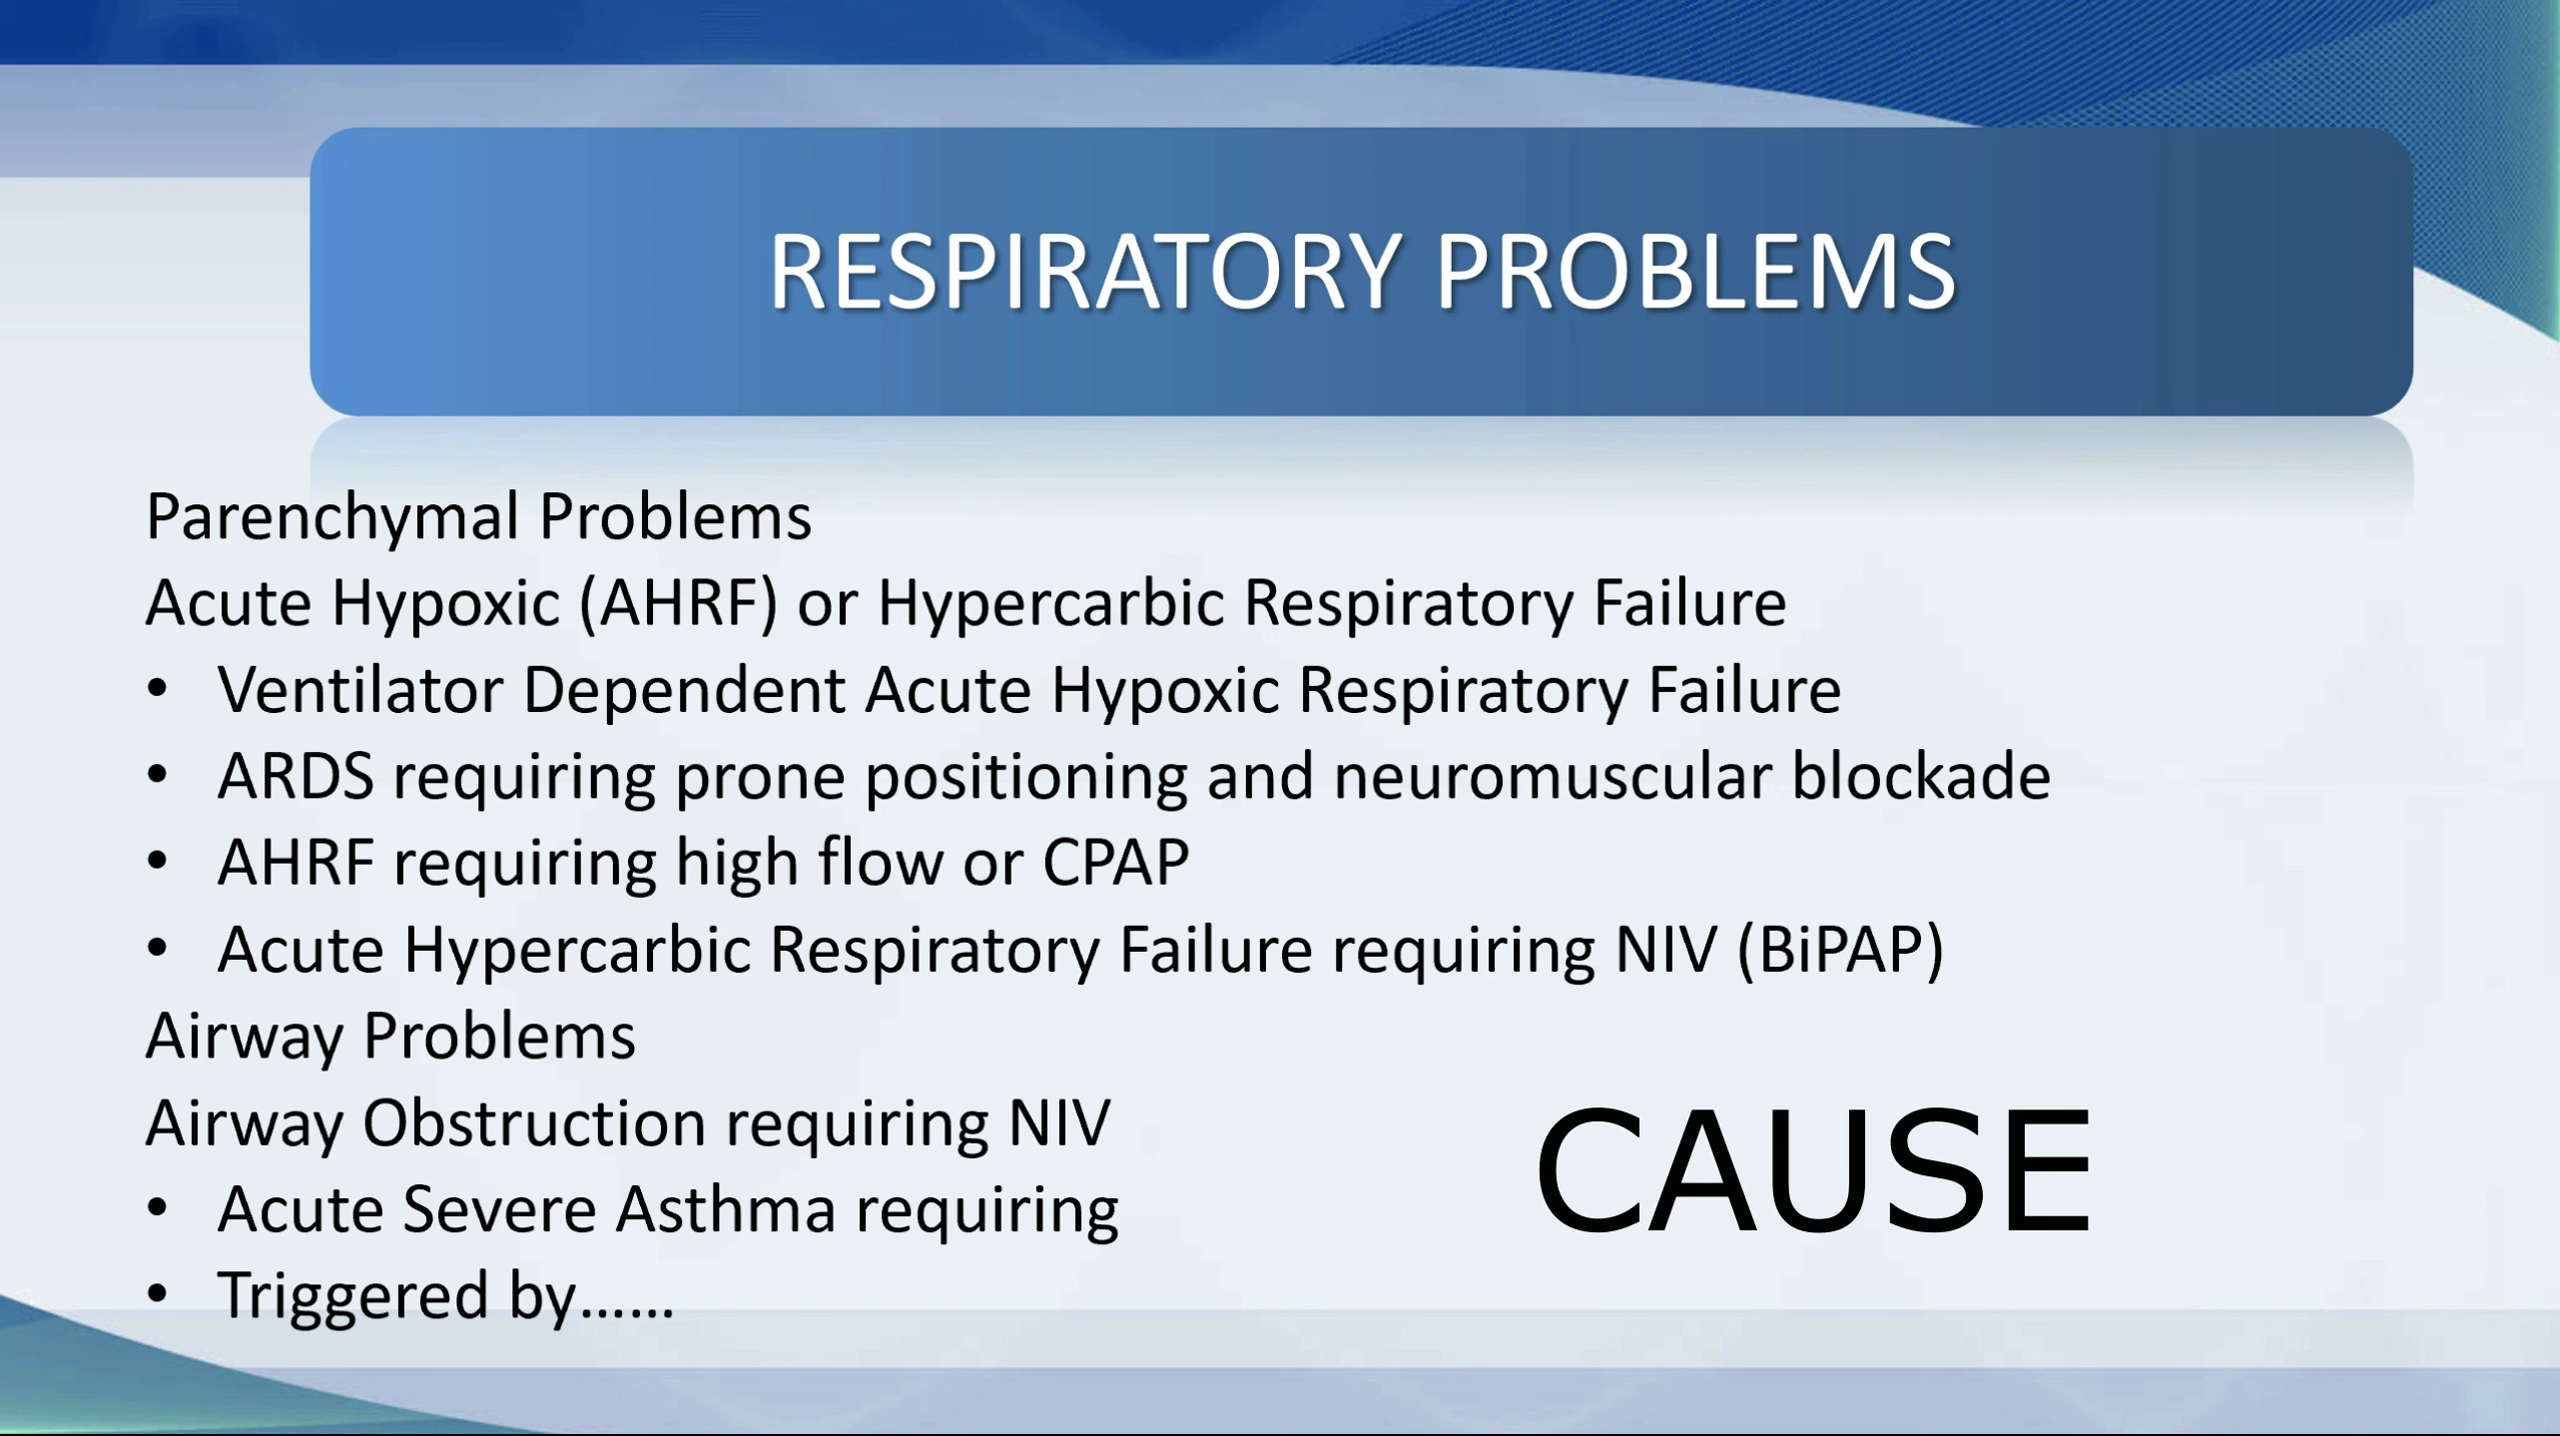 RESPIRATORY PROBLEMS
Parenchymal Problems
Acute Hypoxic (AHRF) or Hypercarbic Respiratory Failure
• Ventilator Dependent Acute Hypoxic Respiratory Failure
• ARDS requiring prone positioning and neuromuscular blockade
• AHRF requiring high flow or CPAP
• Acute Hypercarbic Respiratory Failure requiring NIV (BiPAP)
Airway Problems
Airway Obstruction requiring NIV
• Acute Severe Asthma requiring
• Triggered by……
CAUSE